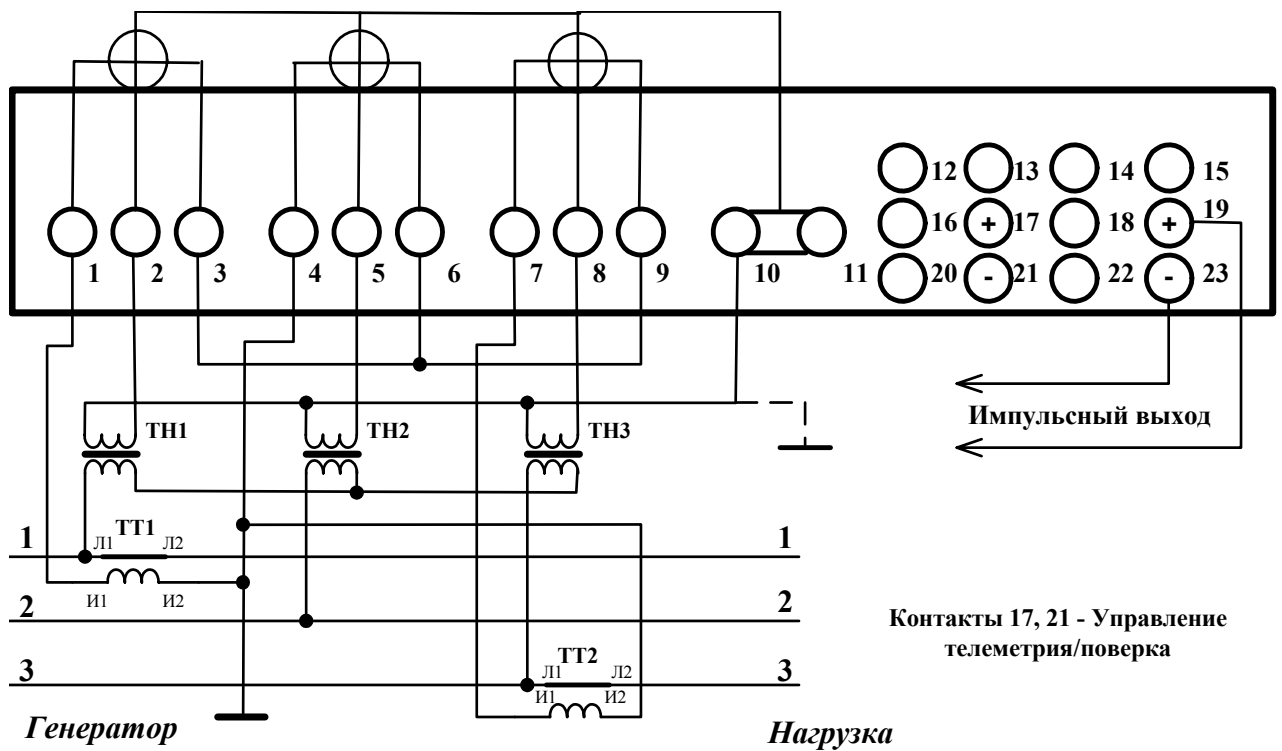 12 13 14 15
16 + 17 18 + 19
1 2 3 4 5 6 7 8 9 10 11 20 - 21 22 - 23
Импульсный выход
ТН1 ТН2 ТН3
1 ТТ1 1
Л1 Л2
И1 И2
2 2
Контакты 17, 21 - Управление
телеметрия/поверка
3 ТТ2 3
Л1 Л2
И1 И2
Генератор Нагрузка